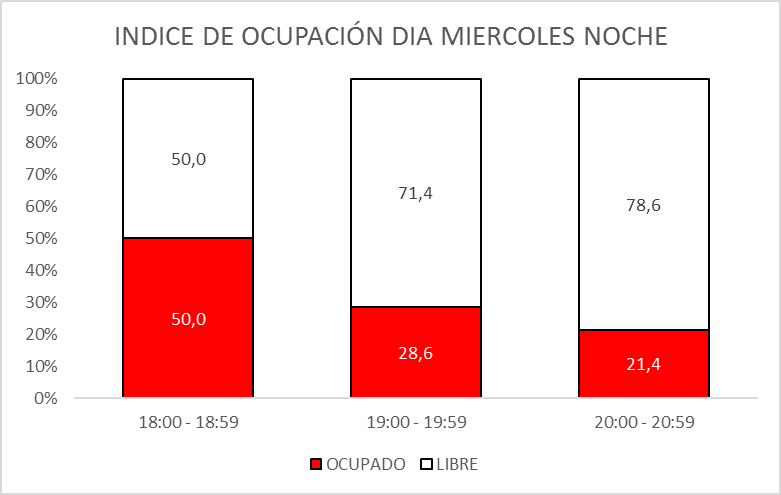 INDICE DE OCUPACIÓN DIA MIERCOLES NOCHE
100%
90%
80%
70%
60%
50%
40%
30%
20%
10%
0%
50,0
71,4
78,6
50,0
28,6
21,4
18:00 - 18:59
19:00 - 19:59
20:00 - 20:59
OCUPADO
LIBRE